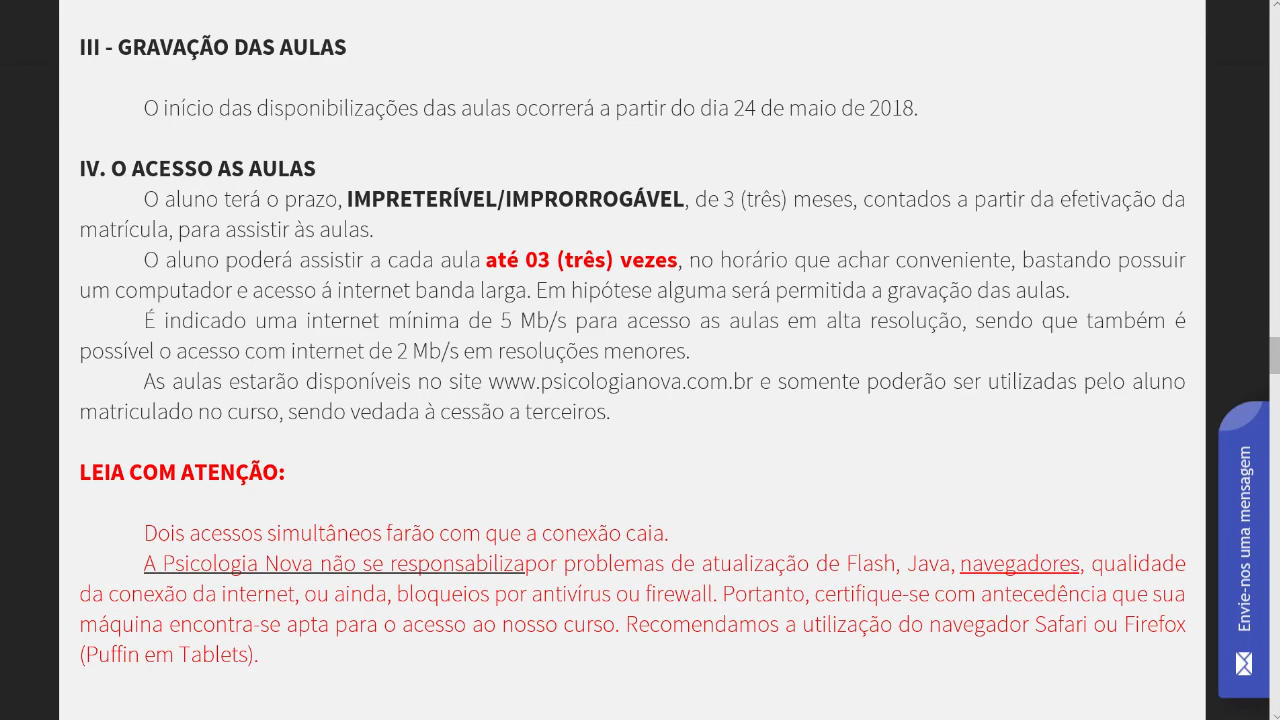 III - GRAVAÇÃO DAS AULAS
O início das disponibilizações das aulas ocorrerá a partir do dia 24 de maio de 2018.
IV. O ACESSO AS AULAS
O aluno terá o prazo, IMPRETERÍVEL/IMPRORROGÁVEL, de 3 (três) meses, contados a partir da efetivação da
matrícula, para assistir às aulas.
O aluno poderá assistir a cada aula até 03 (três) vezes, no horário que achar conveniente, bastando possuir
um computador e acesso á internet banda larga. Em hipótese alguma será permitida a gravação das aulas.
É indicado uma internet mínima de 5 Mb/s para acesso as aulas em alta resolução, sendo que também é
possível o acesso com internet de 2 Mb/s em resoluções menores.
As aulas estarão disponíveis no site www.psicologianova.com.br e somente poderão ser utilizadas pelo aluno
matriculado no curso, sendo vedada à cessão a terceiros.
LEIA COM ATENÇÃO:
Dois acessos simultâneos farão com que a conexão caia.
A Psicologia Nova não se responsabilizapor problemas de atualização de Flash, Java, navegadores, qualidade
da conexão da internet, ou ainda, bloqueios por antivírus ou firewall. Portanto, certifique-se com antecedência que sua
máquina encontra-se apta para o acesso ao nosso curso. Recomendamos a utilização do navegador Safari ou Firefox
(Puffin em Tablets).
Envie-nos uma mensagem